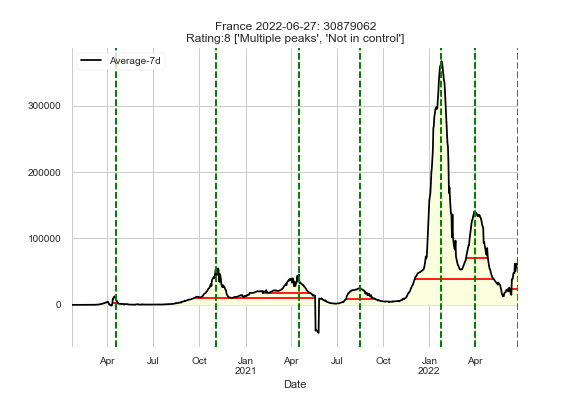 France 2022-06-27: 30879062
Rating:8 ['Multiple peaks', 'Not in control']
Average-7d
300000
200000
100000
0
Apr
Jul
Oct
Jan
2021
Apr
Jul
Oct
Jan
2022
Apr
Date